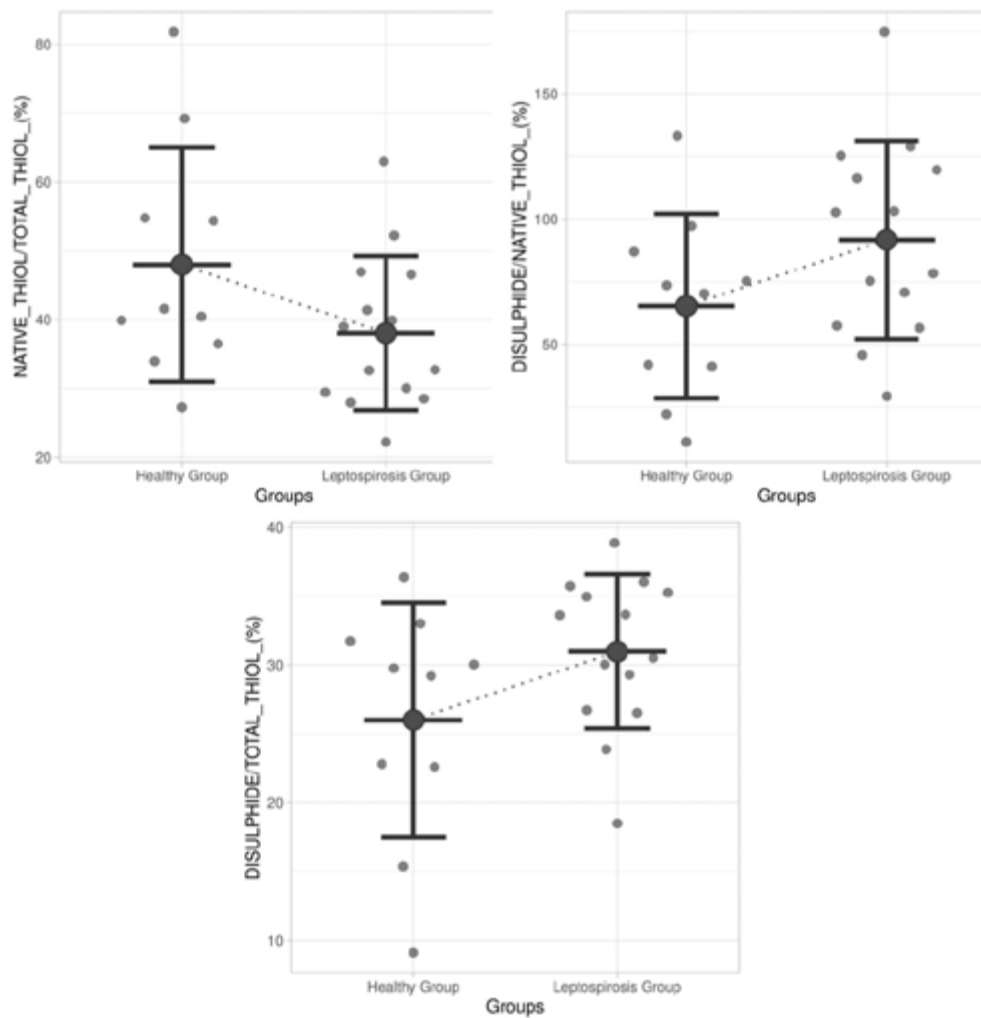 NATIVE_THIOL/TOTAL_THIOL_(%)
80
60
40
20
Healthy Group Leptospirosis Group
Groups
DISULPHIDE/NATIVE_THIOL_(%)
150
100
50
Healthy Group Leptospirosis Group
Groups
DISULPHIDE/TOTAL_THIOL_(%)
40
30
20
10
Healthy Group Leptospirosis Group
Groups